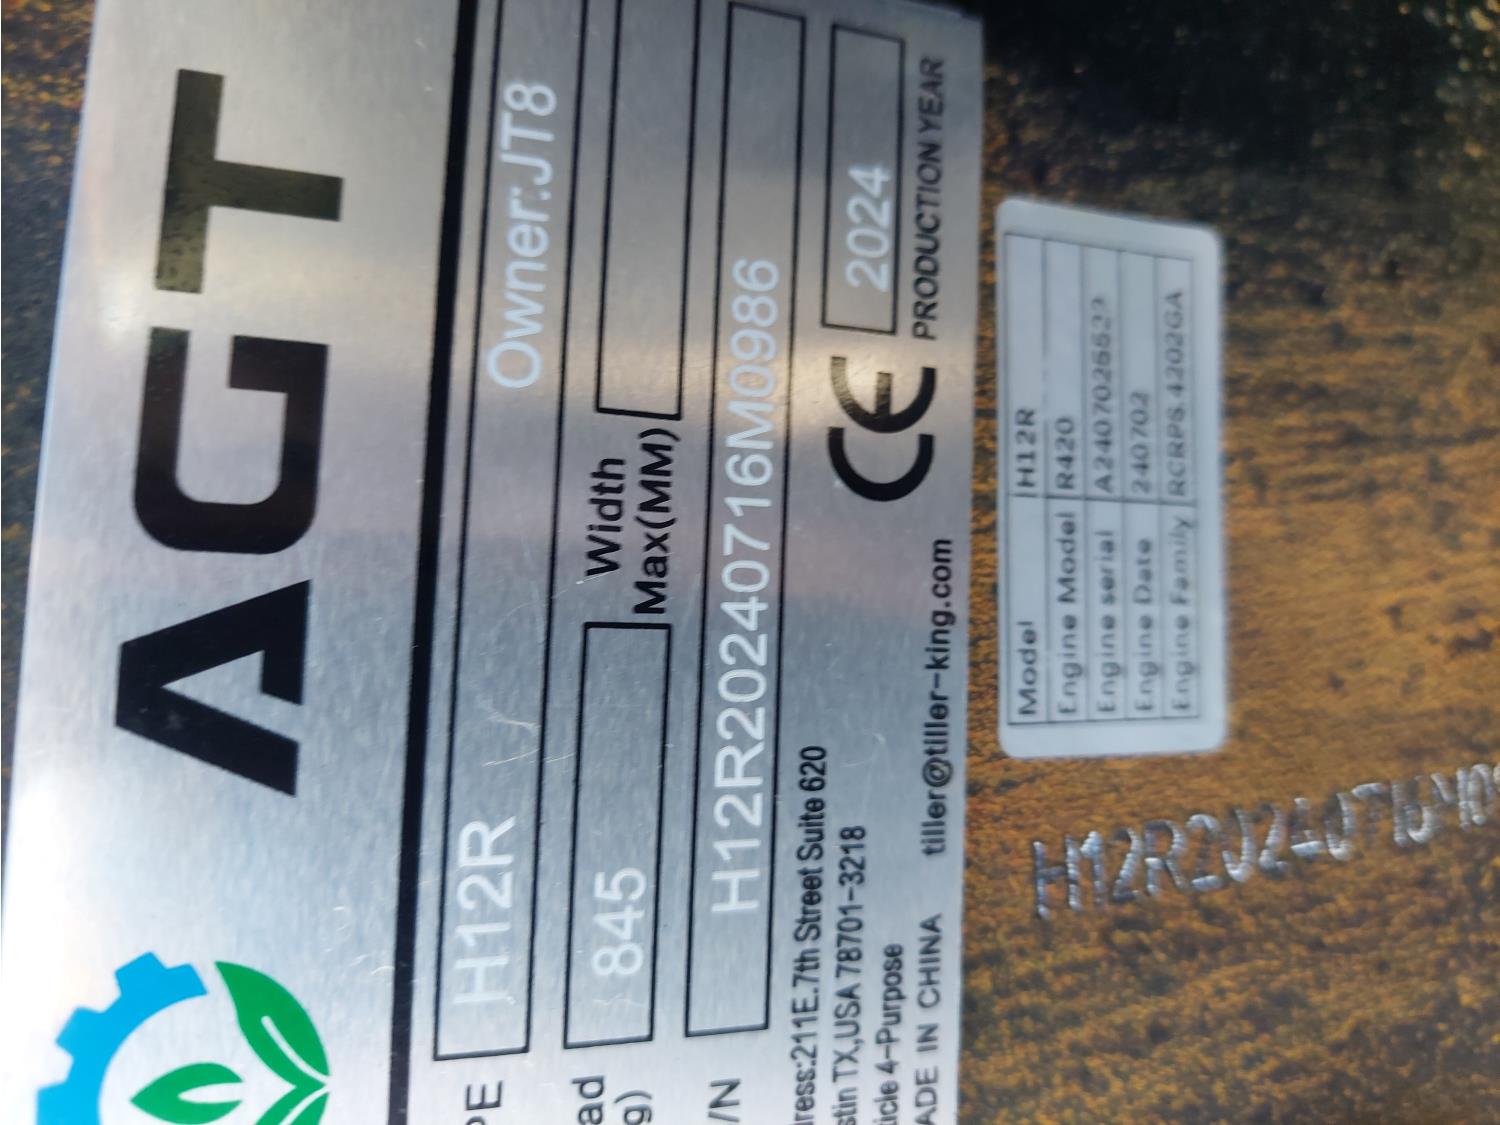 AGT
PE H12R Owner:JT8
ad
g) 845 Width
Max(MM)
/N H12R20240716M0986
ress:211E.7th Street Suite 620
stin TX,USA 78701-3218
ticle 4-Purpose
ADE IN CHINA tiller@tiller-king.com
CE 2024
PRODUCTION YEAR
Model H12R
Engine Model R420
Engine serial
Engine Date 240702
Engine Family RCRPS.4202GA